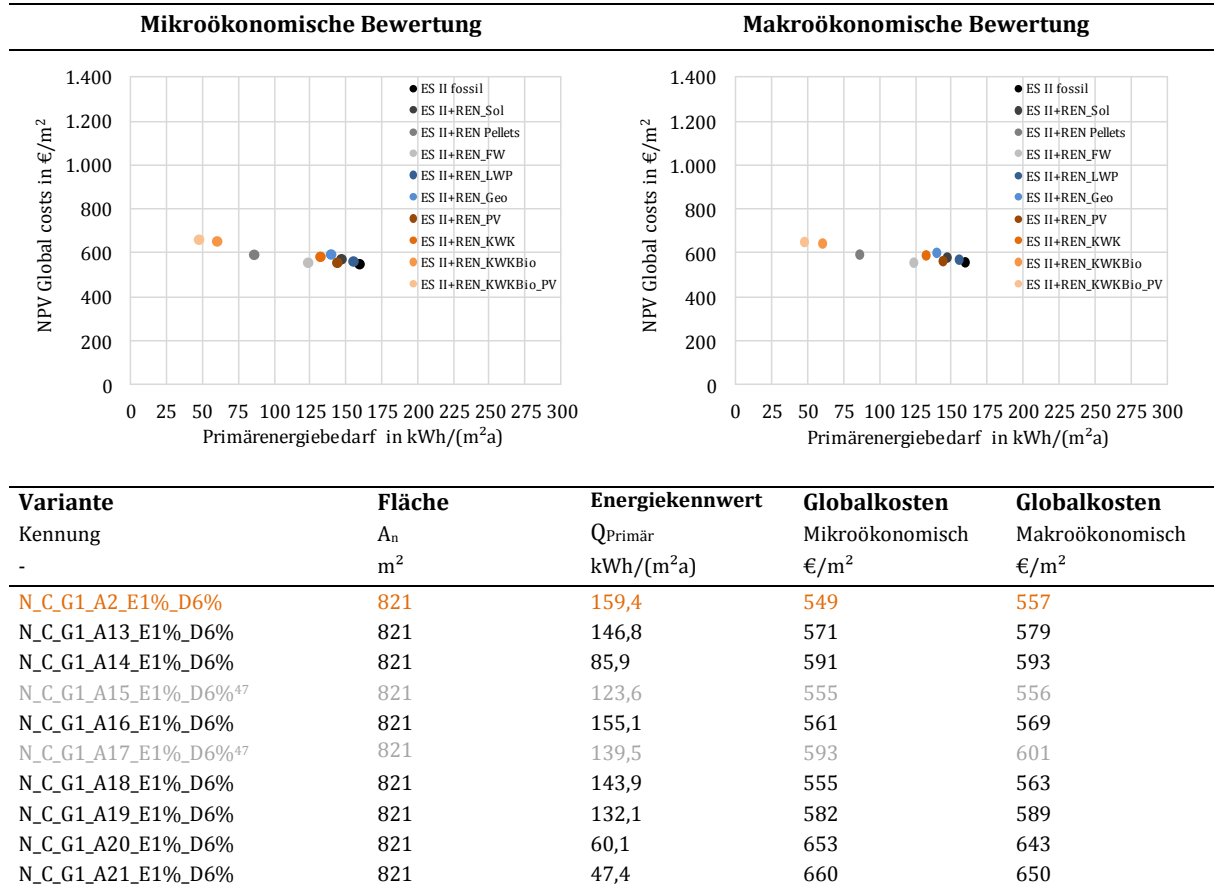 Mikroökonomische Bewertung
Makroökonomische Bewertung
NPV Global costs in €/m²
1.400
1.200
1.000
800
600
400
200
0
0 25 50 75 100 125 150 175 200 225 250 275 300
Primärenergiebedarf in kWh/(m²a)
ES II fossil
ES II+REN_Sol
ES II+REN Pellets
ES II+REN_FW
ES II+REN_LWP
ES II+REN_Geo
ES II+REN_PV
ES II+REN_KWK
ES II+REN_KWKBio
ES II+REN_KWKBio_PV
NPV Global costs in €/m²
1.400
1.200
1.000
800
600
400
200
0
0 25 50 75 100 125 150 175 200 225 250 275 300
Primärenergiebedarf in kWh/(m²a)
ES II fossil
ES II+REN_Sol
ES II+REN Pellets
ES II+REN_FW
ES II+REN_LWP
ES II+REN_Geo
ES II+REN_PV
ES II+REN_KWK
ES II+REN_KWKBio
ES II+REN_KWKBio_PV
Variante Fläche Energiekennwert Globalkosten Globalkosten
Kennung An QPrimär Mikroökonomisch Makroökonomisch
- m² kWh/(m²a) €/m² €/m²
N_C_G1_A2_E1%_D6% 821 159,4 549 557
N_C_G1_A13_E1%_D6% 821 146,8 571 579
N_C_G1_A14_E1%_D6% 821 85,9 591 593
N_C_G1_A15_E1%_D6%⁴⁷ 821 123,6 555 556
N_C_G1_A16_E1%_D6% 821 155,1 561 569
N_C_G1_A17_E1%_D6%⁴⁷ 821 139,5 593 601
N_C_G1_A18_E1%_D6% 821 143,9 555 563
N_C_G1_A19_E1%_D6% 821 132,1 582 589
N_C_G1_A20_E1%_D6% 821 60,1 653 643
N_C_G1_A21_E1%_D6% 821 47,4 660 650